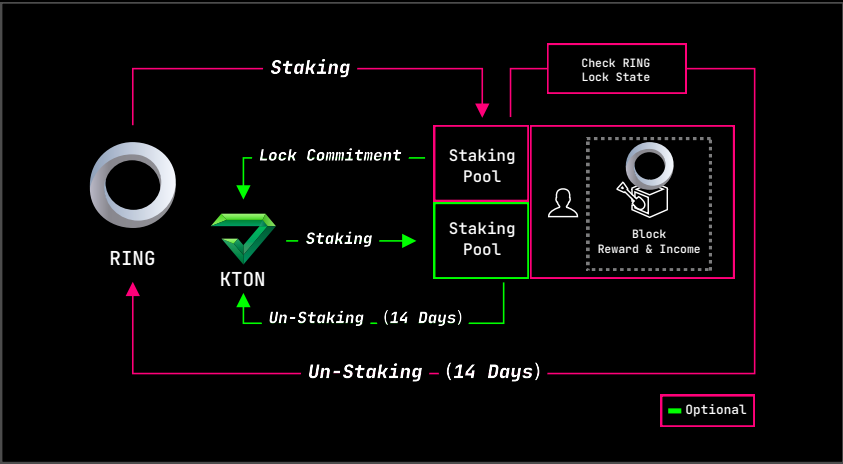 Staking
Check RING
Lock State
Lock Commitment
Staking
Pool
Staking
Staking
Pool
Block
Reward & Income
RING
KTON
Un-Staking (14 Days)
Un-Staking (14 Days)
Optional